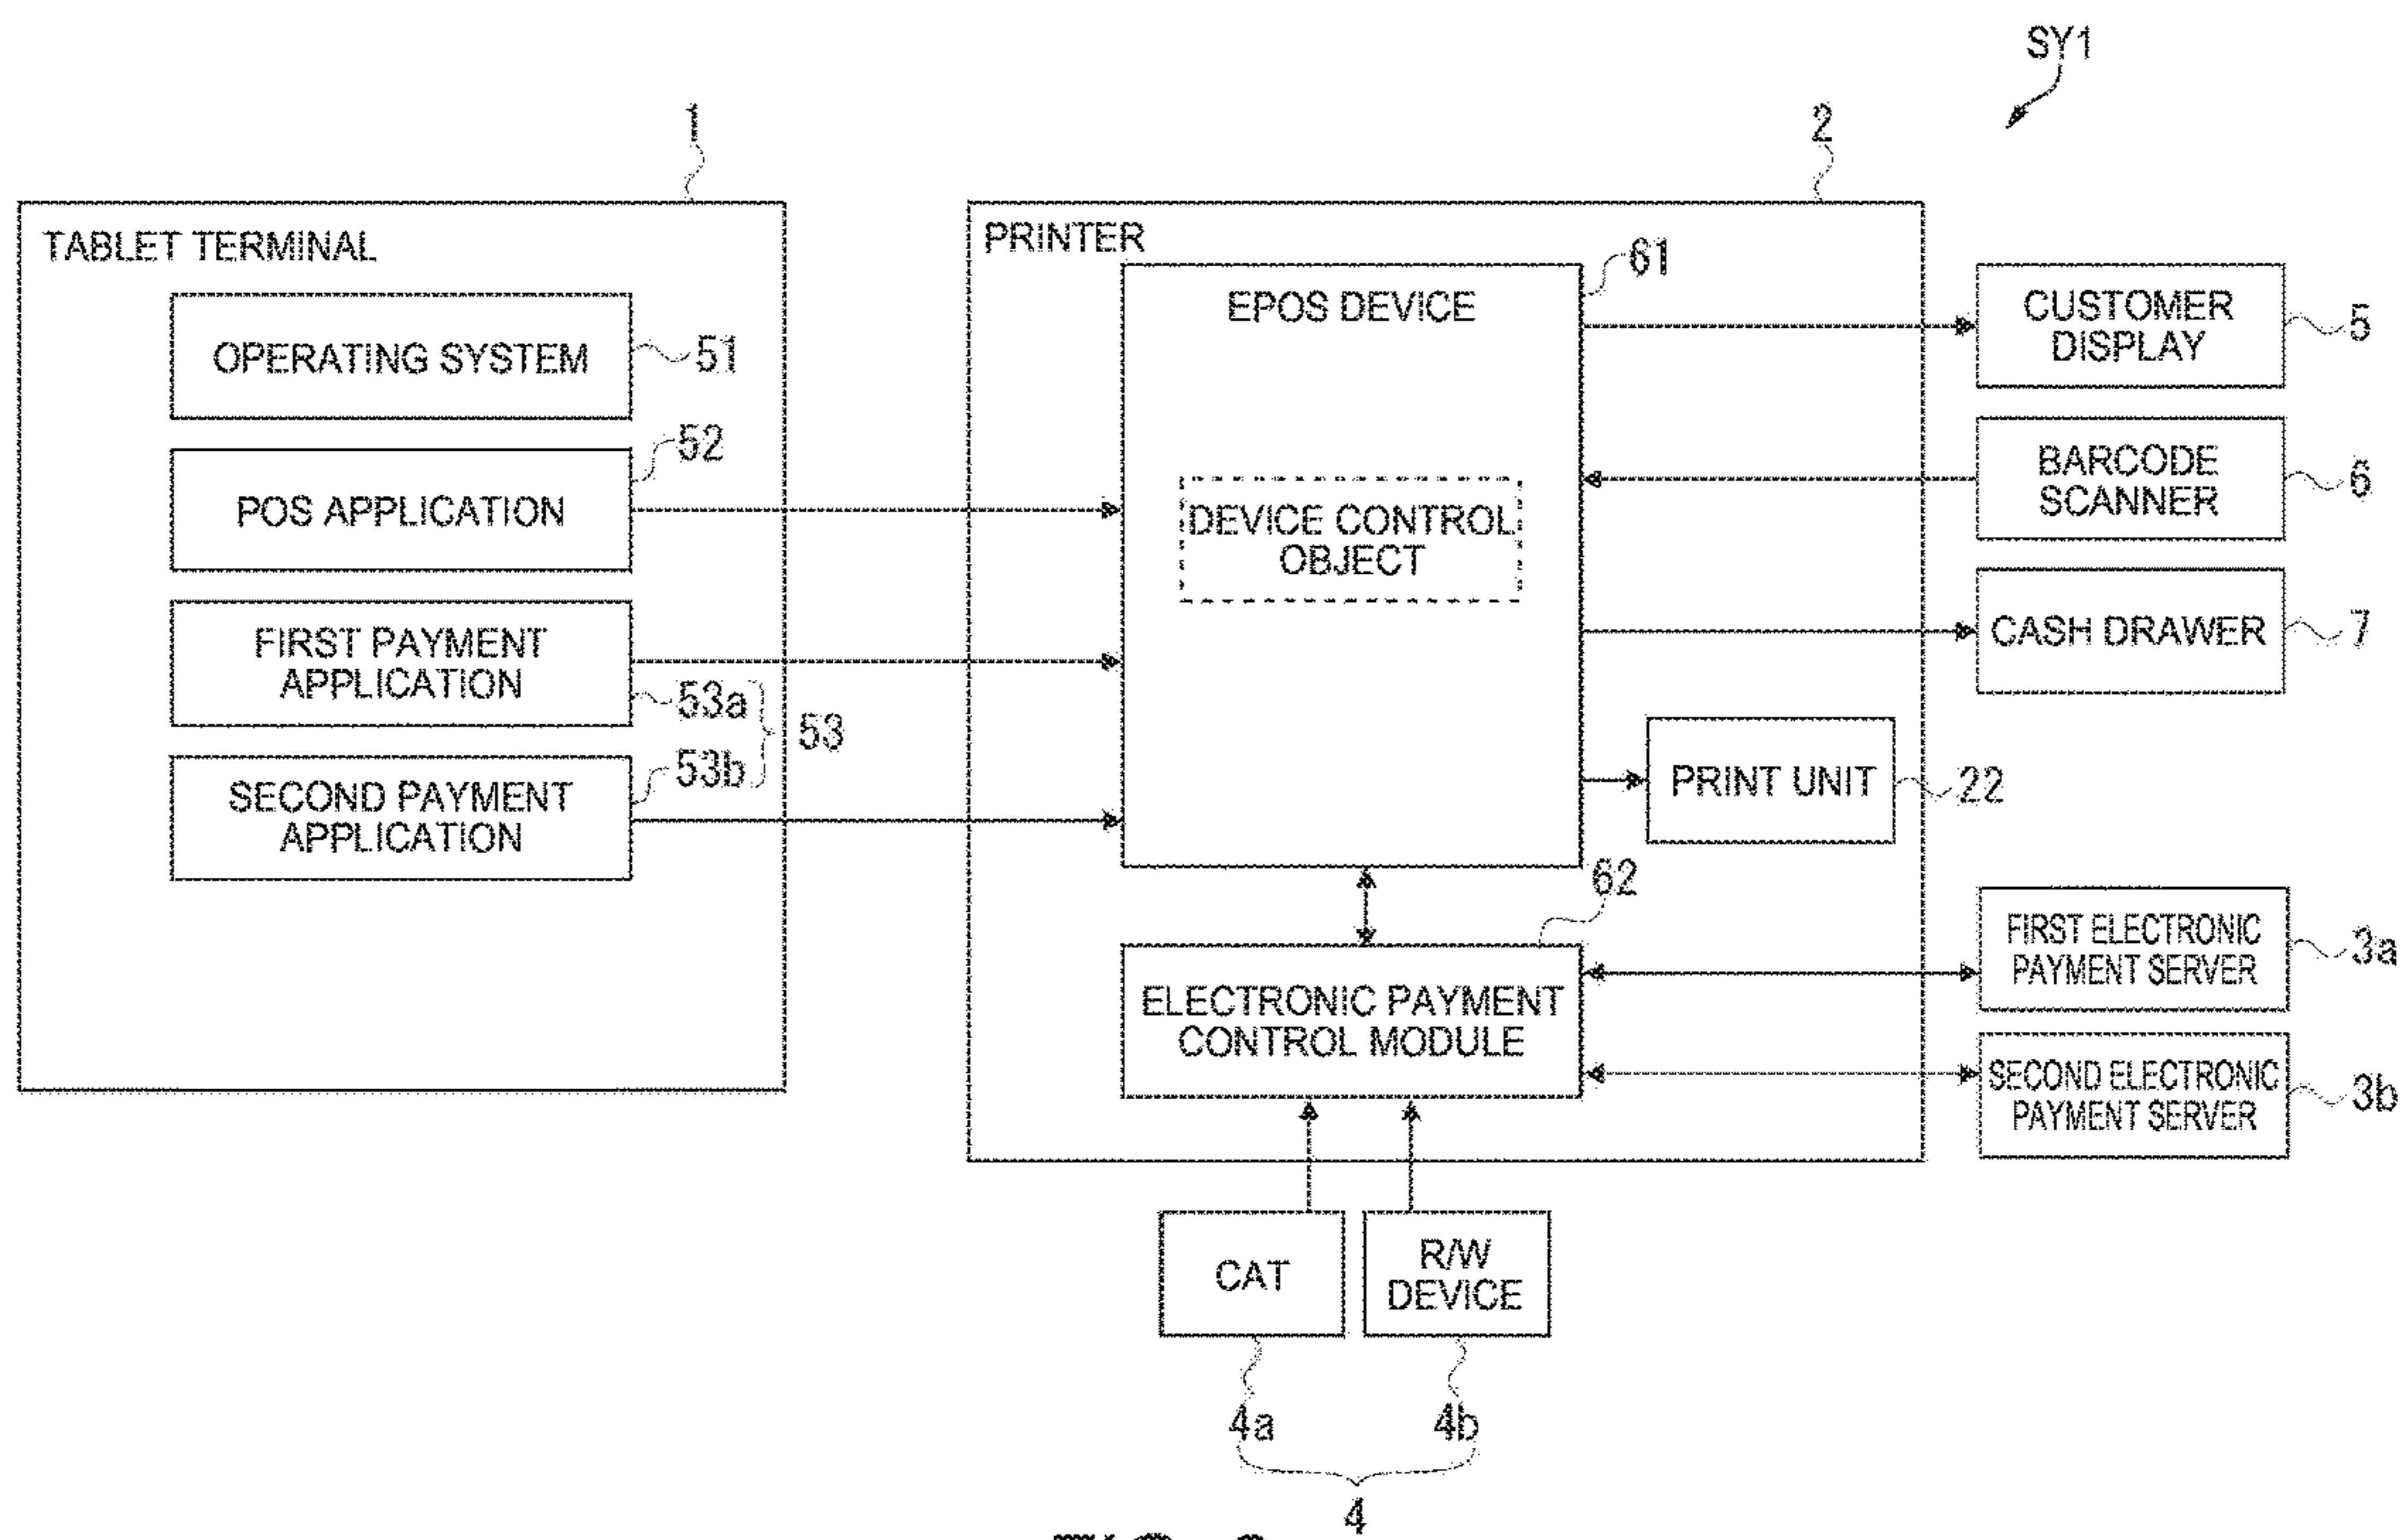 SY1
1
2
TABLET TERMINAL
OPERATING SYSTEM
51
52
POS APPLICATION
FIRST PAYMENT
APPLICATION
53a
53
53b
SECOND PAYMENT
APPLICATION
PRINTER
61
EPOS DEVICE
DEVICE CONTROL
OBJECT
CUSTOMER
DISPLAY
5
BARCODE
SCANNER
6
CASH DRAWER
7
PRINT UNIT
22
62
ELECTRONIC PAYMENT
CONTROL MODULE
FIRST ELECTRONIC
PAYMENT SERVER
3a
SECOND ELECTRONIC
PAYMENT SERVER
3b
CAT
R/W
DEVICE
4a
4b
4